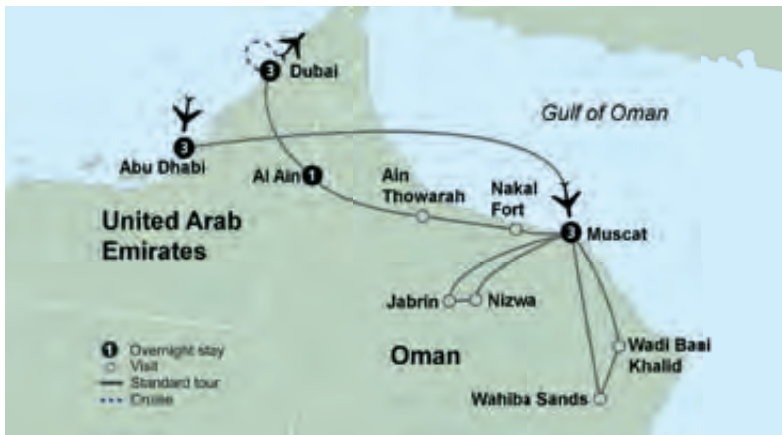 3
Dubai
Gulf of Oman
3
Abu Dhabi
Al Ain
1
Ain
Thowarah
Nakal
Fort
United Arab
Emirates
3
Muscat
Jabrin
Nizwa
1 Overnight stay
Visit
Standard tour
Cruise
Oman
Wadi Bani
Khalid
Wahiba Sands